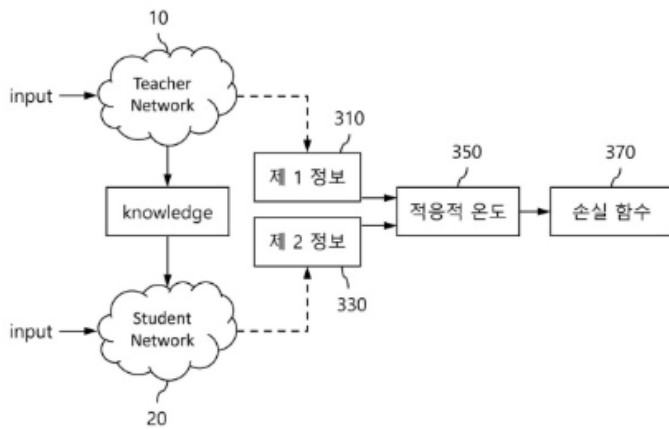 10
input
Teacher
Network
310
제 1 정보
350
적응적 온도
370
손실 함수
knowledge
제 2 정보
330
input
Student
Network
20